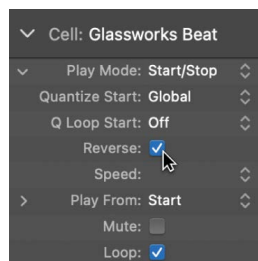 Cell: Glassworks Beat
Play Mode: Start/Stop
Quantize Start: Global
Q Loop Start: Off
Reverse:
Speed:
Play From: Start
Mute:
Loop: